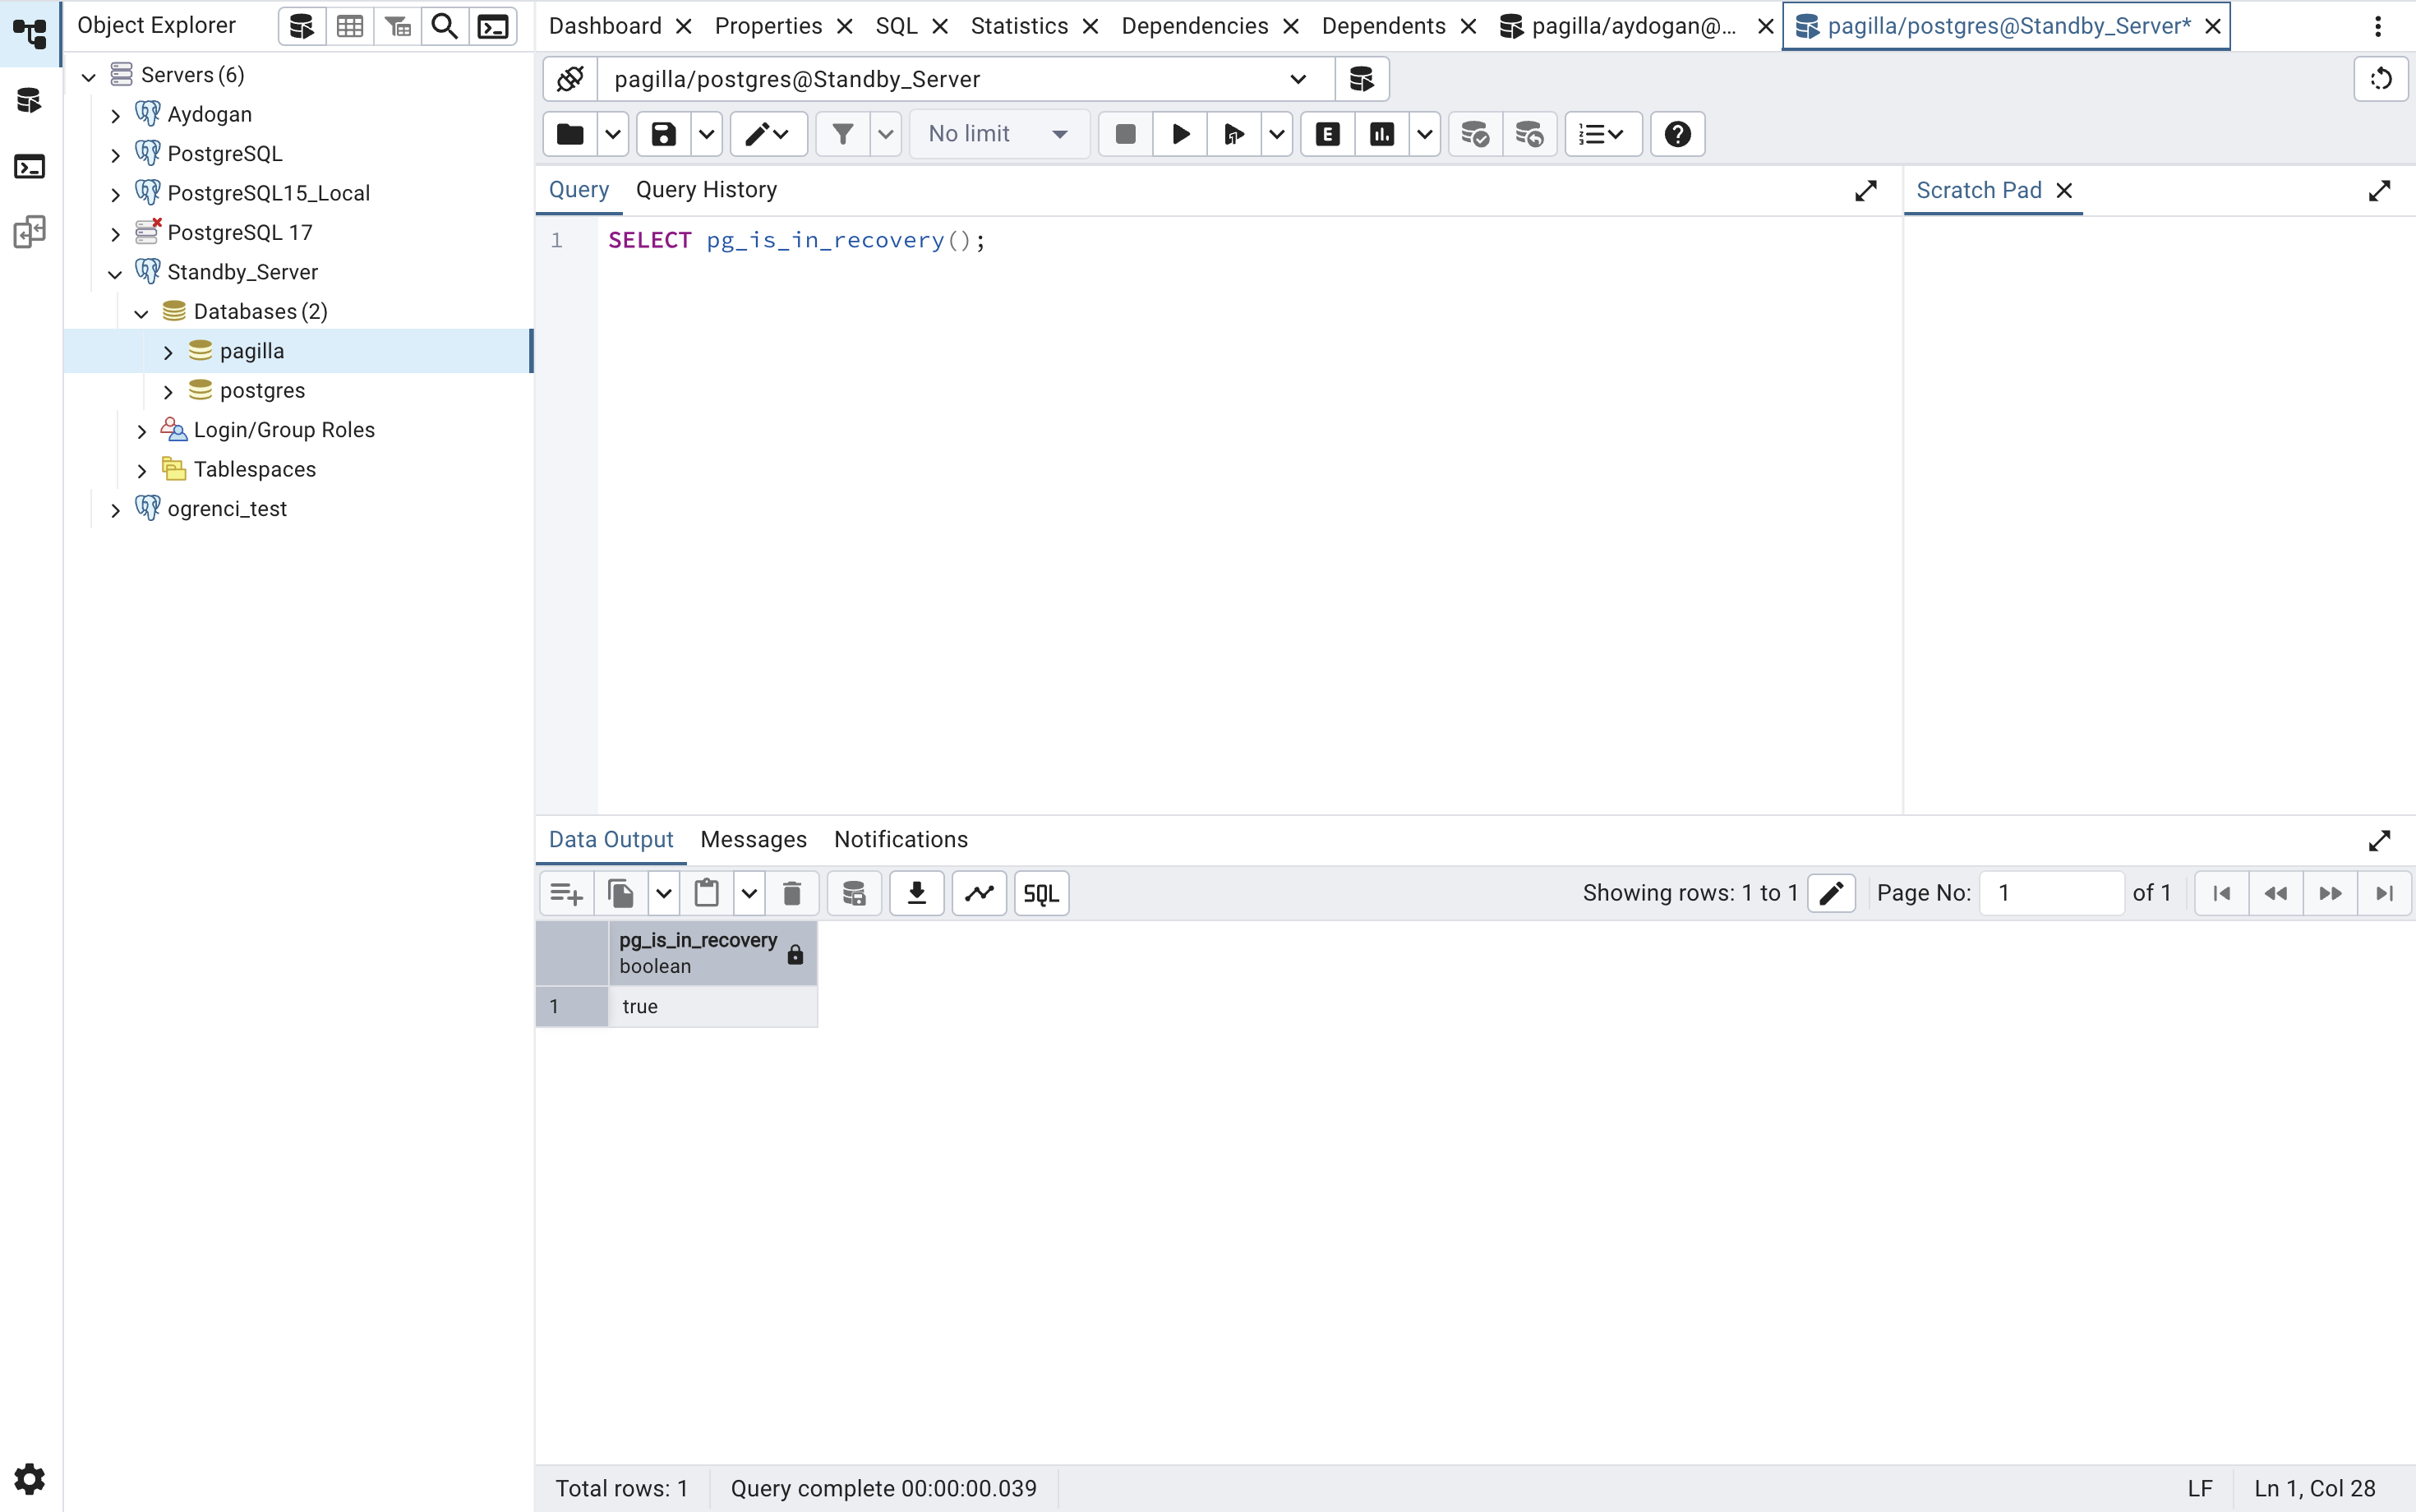 Object Explorer
Dashboard
Properties
SQL
Statistics
Dependencies
Dependents
pagilla/aydogan@...
pagilla/postgres@Standby_Server*
Servers (6)
Aydogan
PostgreSQL
PostgreSQL15_Local
PostgreSQL 17
Standby_Server
Databases (2)
pagilla
postgres
Login/Group Roles
Tablespaces
ogrenci_test
pagilla/postgres@Standby_Server
No limit
E
Query
Query History
Scratch Pad
1
SELECT pg_is_in_recovery();
Data Output
Messages
Notifications
SQL
Showing rows: 1 to 1
Page No:
1
of 1
pg_is_in_recovery
boolean
1
true
Total rows: 1
Query complete 00:00:00.039
LF
Ln 1, Col 28